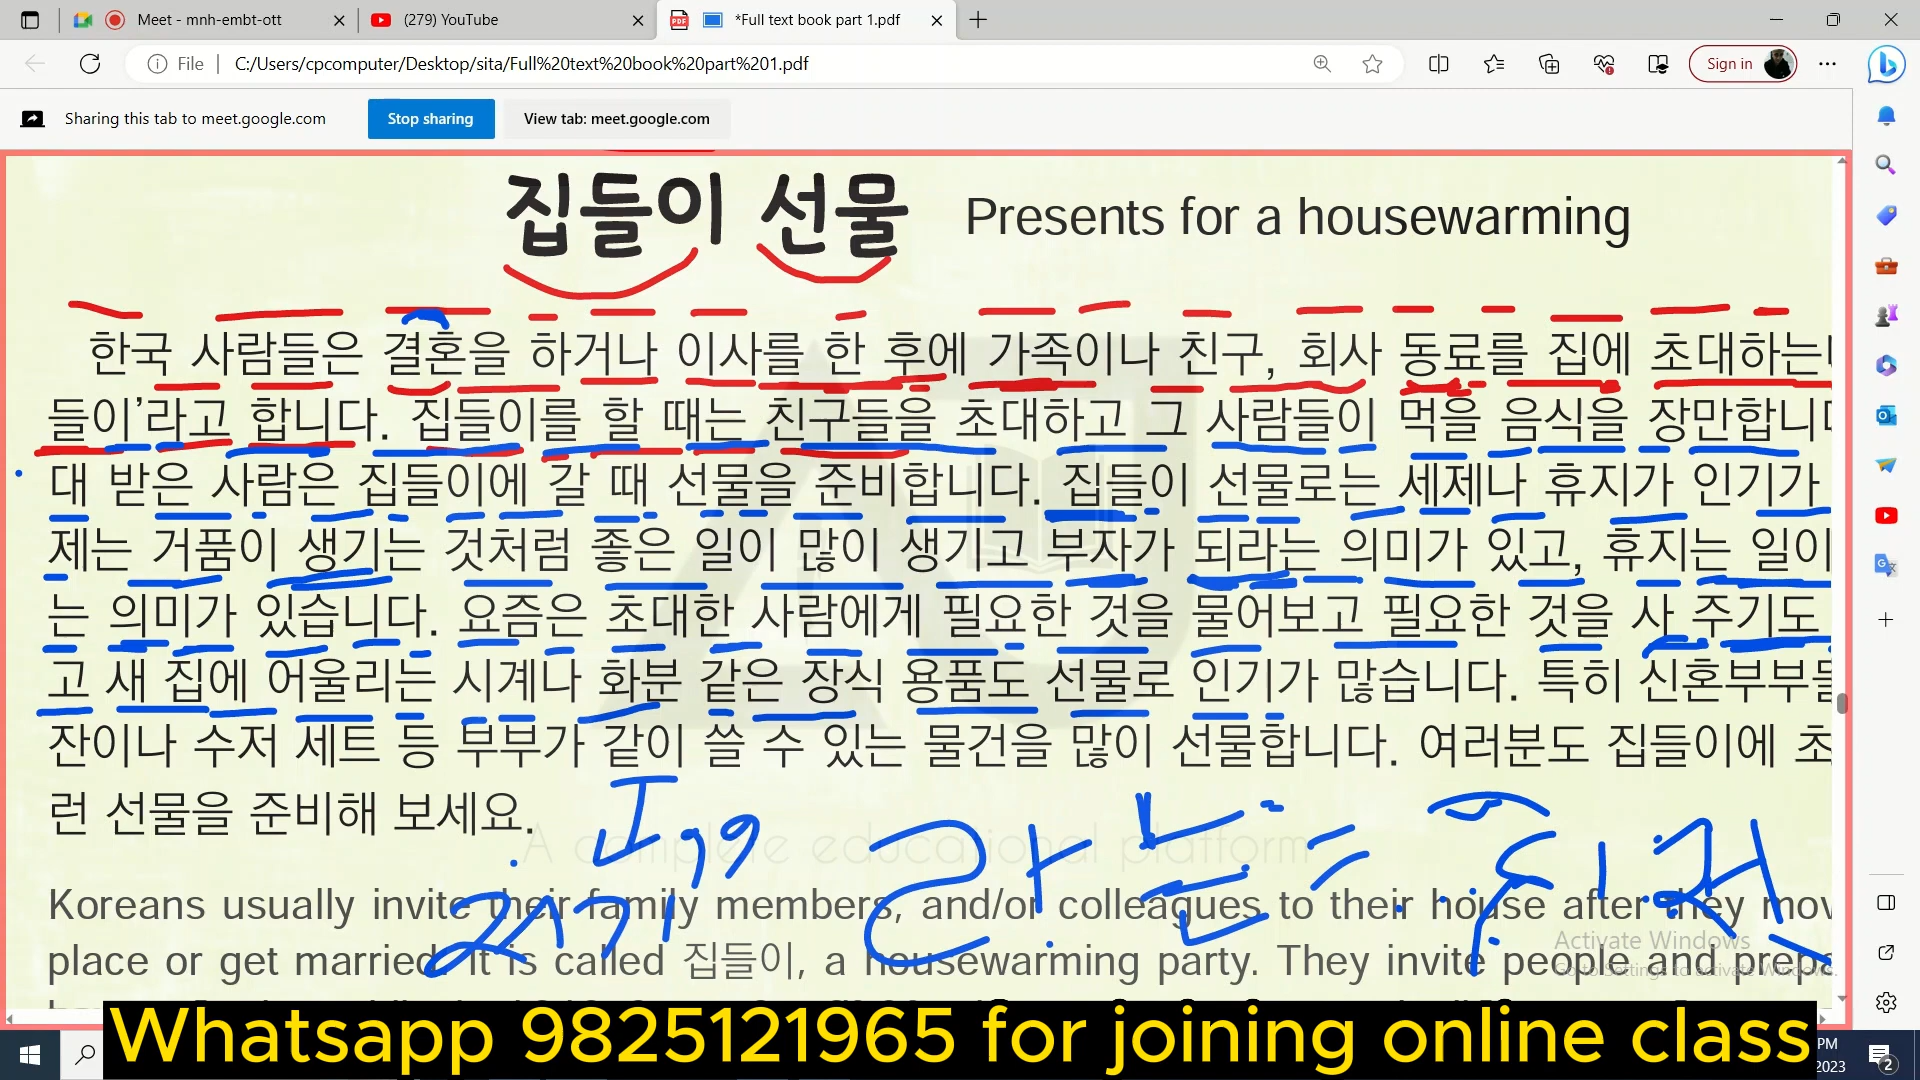 Meet - mnh-embt-ott
(279) YouTube
*Full text book part 1.pdf
File
C:/Users/cpcomputer/Desktop/sita/Full%20text%20book%20part%201.pdf
Sign in
Sharing this tab to meet.google.com
Stop sharing
View tab: meet.google.com
집들이 선물 Presents for a housewarming
한국 사람들은 결혼을 하거나 이사를 한 후에 가족이나 친구, 회사 동료를 집에 초대하는
들이'라고 합니다. 집들이를 할 때는 친구들을 초대하고 그 사람들이 먹을 음식을 장만합니
대 받은 사람은 집들이에 갈 때 선물을 준비합니다. 집들이 선물로는 세제나 휴지가 인기가
제는 거품이 생기는 것처럼 좋은 일이 많이 생기고 부자가 되라는 의미가 있고, 휴지는 일이
는 의미가 있습니다. 요즘은 초대한 사람에게 필요한 것을 물어보고 필요한 것을 사 주기도
고 새 집에 어울리는 시계나 화분 같은 장식 용품도 선물로 인기가 많습니다. 특히 신혼부부
잔이나 수저 세트 등 부부가 같이 쓸 수 있는 물건을 많이 선물합니다. 여러분도 집들이에 초
런 선물을 준비해 보세요.
A complete educational platform
Koreans usually invite their family members, and/or colleagues to their house after they mov
place or get married. It is called 집들이, a housewarming party. They invite people and prepa
Activate Windows
Go to Settings to activate Windows.
Whatsapp 9825121965 for joining online class
PM
2023
2